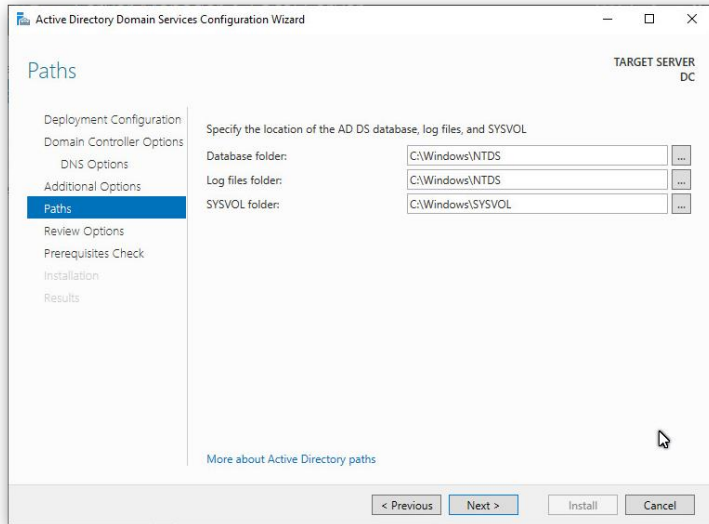 Active Directory Domain Services Configuration Wizard
Paths
TARGET SERVER
DC
Deployment Configuration
Domain Controller Options
DNS Options
Additional Options
Paths
Review Options
Prerequisites Check
Installation
Results
Specify the location of the AD DS database, log files, and SYSVOL
Database folder: C:\Windows\NTDS ...
Log files folder: C:\Windows\NTDS ...
SYSVOL folder: C:\Windows\SYSVOL ...
More about Active Directory paths
< Previous Next > Install Cancel